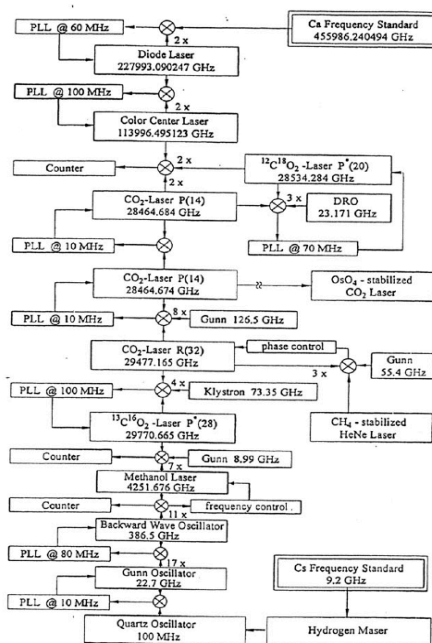 PLL @ 60 MHz
Ca Frequency Standard
455986.240494 GHz
2 x
Diode Laser
227993.090247 GHz
PLL @ 100 MHz
2 x
Color Center Laser
113996.495123 GHz
Counter
2 x
2 x
¹²C¹⁸O₂ -Laser P*(20)
28534.284 GHz
CO₂-Laser P(14)
28464.684 GHz
3 x
DRO
23.171 GHz
PLL @ 10 MHz
PLL @ 70 MHz
CO₂-Laser P(14)
28464.674 GHz
OsO₄ - stabilized
CO₂ Laser
PLL @ 10 MHz
8 x
Gunn 126.5 GHz
CO₂-Laser R(32)
29477.165 GHz
phase control
3 x
Gunn
55.4 GHz
PLL @ 100 MHz
4 x
Klystron 73.35 GHz
¹³C¹⁶O₂ -Laser P*(28)
29770.665 GHz
CH₄ - stabilized
HeNe Laser
Counter
Gunn 8.99 GHz
7 x
Methanol Laser
4251.676 GHz
Counter
frequency control
11 x
Backward Wave Oscillator
386.5 GHz
PLL @ 80 MHz
17 x
Gunn Oscillator
22.7 GHz
Cs Frequency Standard
9.2 GHz
PLL @ 10 MHz
Quartz Oscillator
100 MHz
Hydrogen Maser